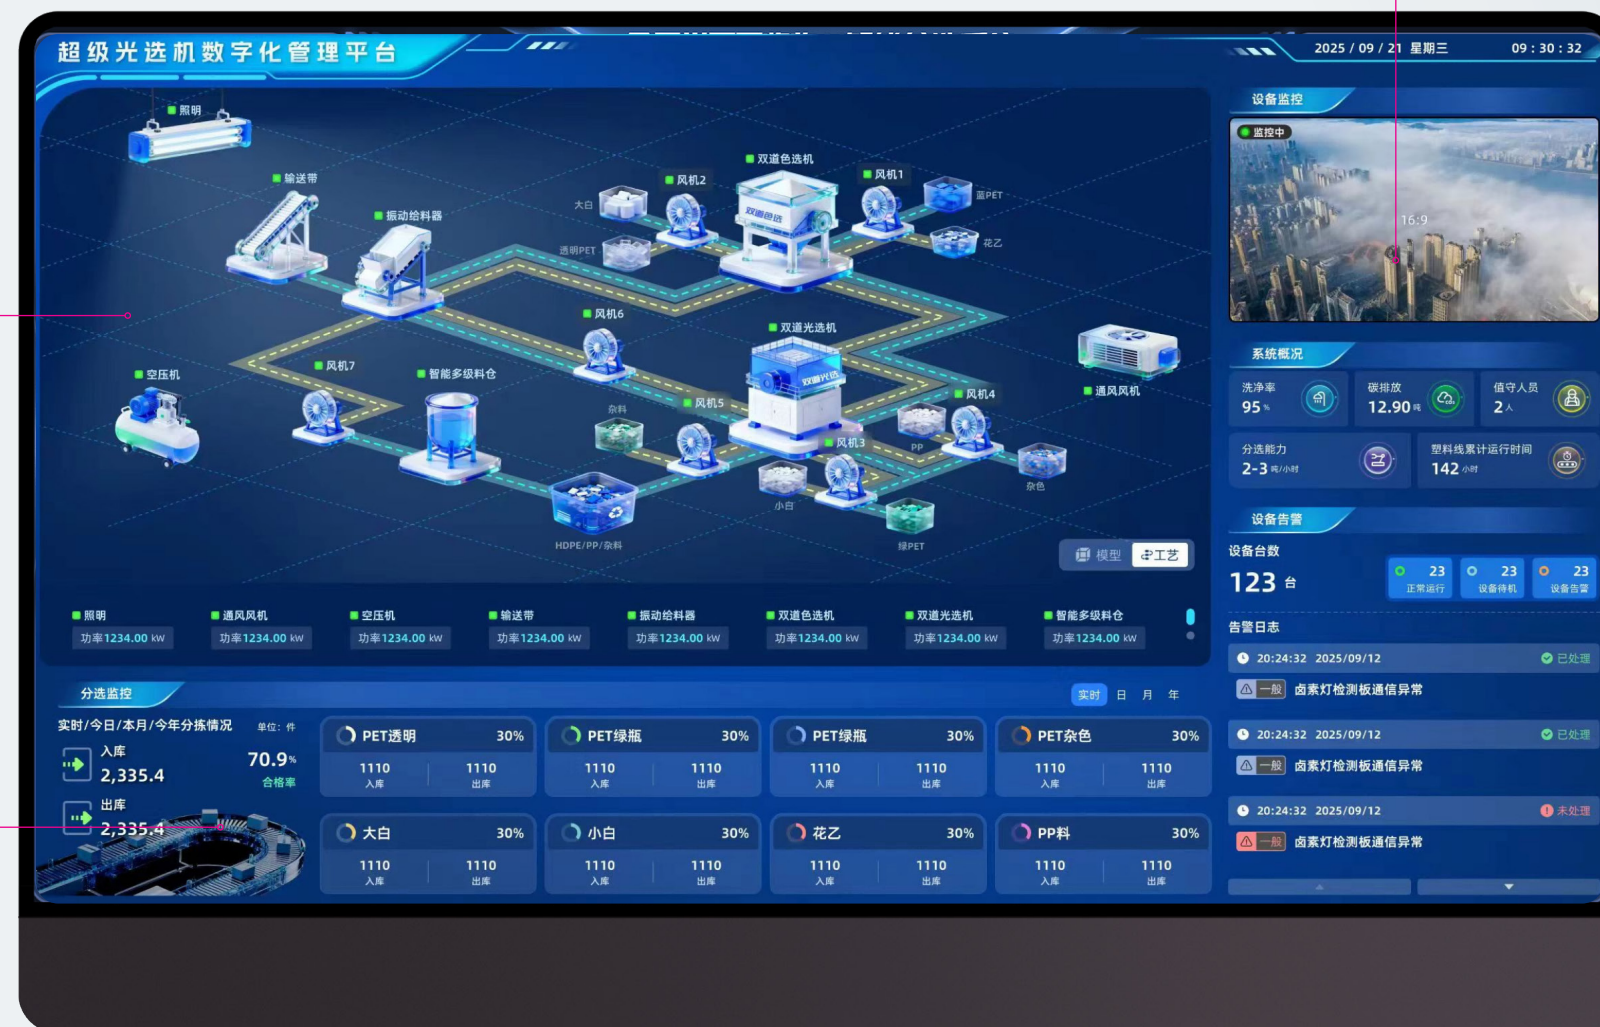 超级光选机数字化管理平台
2025 / 09 / 21 星期三 09 : 30 : 32
照明
输送带
振动给料器
风机2
双道色选机
风机1
大白
蓝PET
双道色选
透明PET
花乙
风机6
双道光选机
空压机
风机7
智能多级料仓
双道光选
通风风机
杂料
风机5
风机4
PP
风机3
小白
杂色
HDPE/PP/杂料
绿PET
模型 工艺
照明 通风风机 空压机 输送带 振动给料器 双道色选机 双道光选机 智能多级料仓
功率1234.00 kW 功率1234.00 kW 功率1234.00 kW 功率1234.00 kW 功率1234.00 kW 功率1234.00 kW 功率1234.00 kW 功率1234.00 kW
分选监控
实时 日 月 年
实时/今日/本月/今年分拣情况 单位：件
入库
2,335.4
70.9%
合格率
出库
2,335.4
PET透明 30%
1110 1110
入库 出库
PET绿瓶 30%
1110 1110
入库 出库
PET绿瓶 30%
1110 1110
入库 出库
PET杂色 30%
1110 1110
入库 出库
大白 30%
1110 1110
入库 出库
小白 30%
1110 1110
入库 出库
花乙 30%
1110 1110
入库 出库
PP料 30%
1110 1110
入库 出库
设备监控
监控中
16:9
系统概况
洗净率
95 %
碳排放
12.90 吨
值守人员
2 人
分选能力
2-3 吨/小时
塑料线累计运行时间
142 小时
设备告警
设备台数
123 台
23
正常运行
23
设备待机
23
设备告警
告警日志
20:24:32 2025/09/12 已处理
一般 卤素灯检测板通信异常
20:24:32 2025/09/12 已处理
一般 卤素灯检测板通信异常
20:24:32 2025/09/12 未处理
一般 卤素灯检测板通信异常